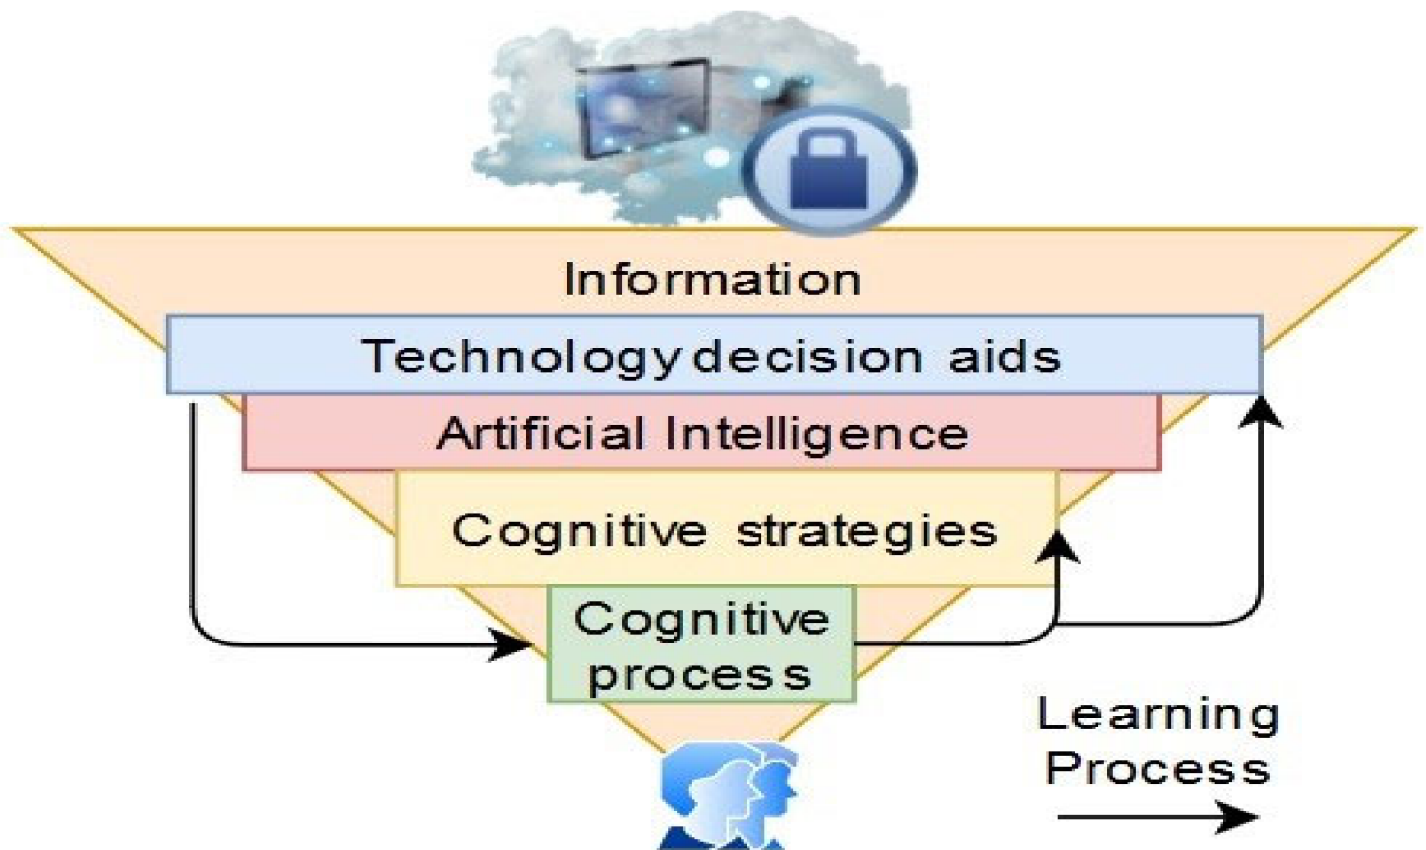 Information
Technology decision aids
Artificial Intelligence
Cognitive strategies
Cognitive
process
Learning
Process